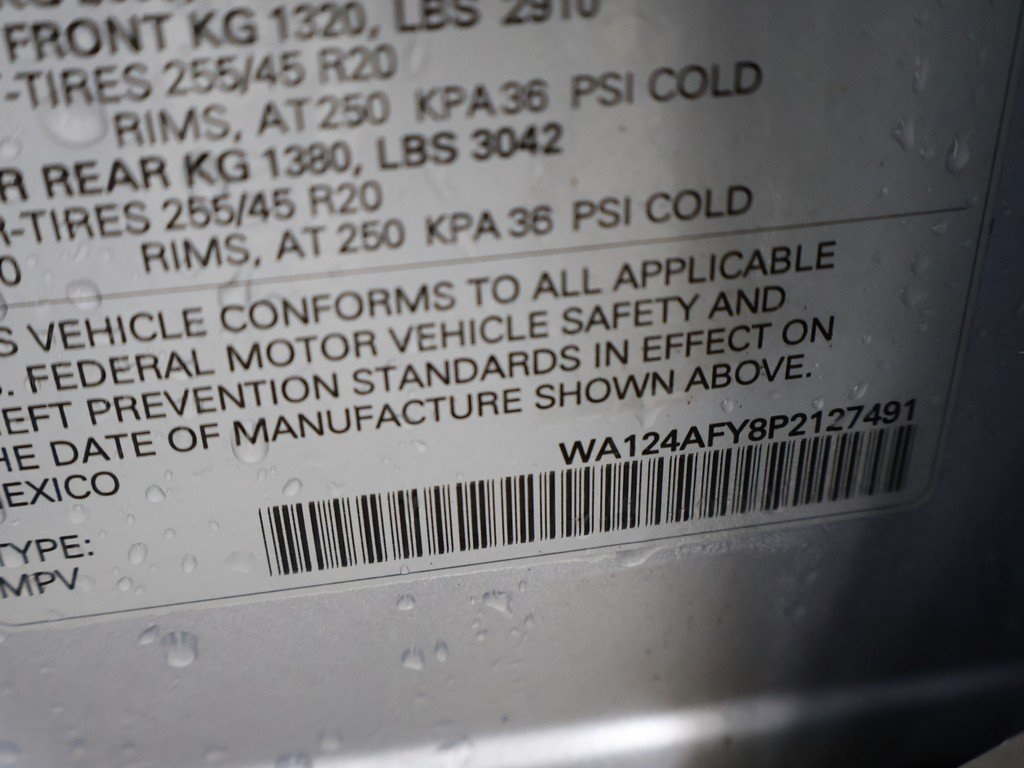 FRONT KG 1320, LBS 2910
-TIRES 255/45 R20
RIMS, AT 250 KPA 36 PSI COLD
R REAR KG 1380, LBS 3042
R-TIRES 255/45 R20
RIMS, AT 250 KPA 36 PSI COLD
0
S VEHICLE CONFORMS TO ALL APPLICABLE
. FEDERAL MOTOR VEHICLE SAFETY AND
EFT PREVENTION STANDARDS IN EFFECT ON
HE DATE OF MANUFACTURE SHOWN ABOVE.
MEXICO
WA124AFY8P2127491
TYPE:
MPV